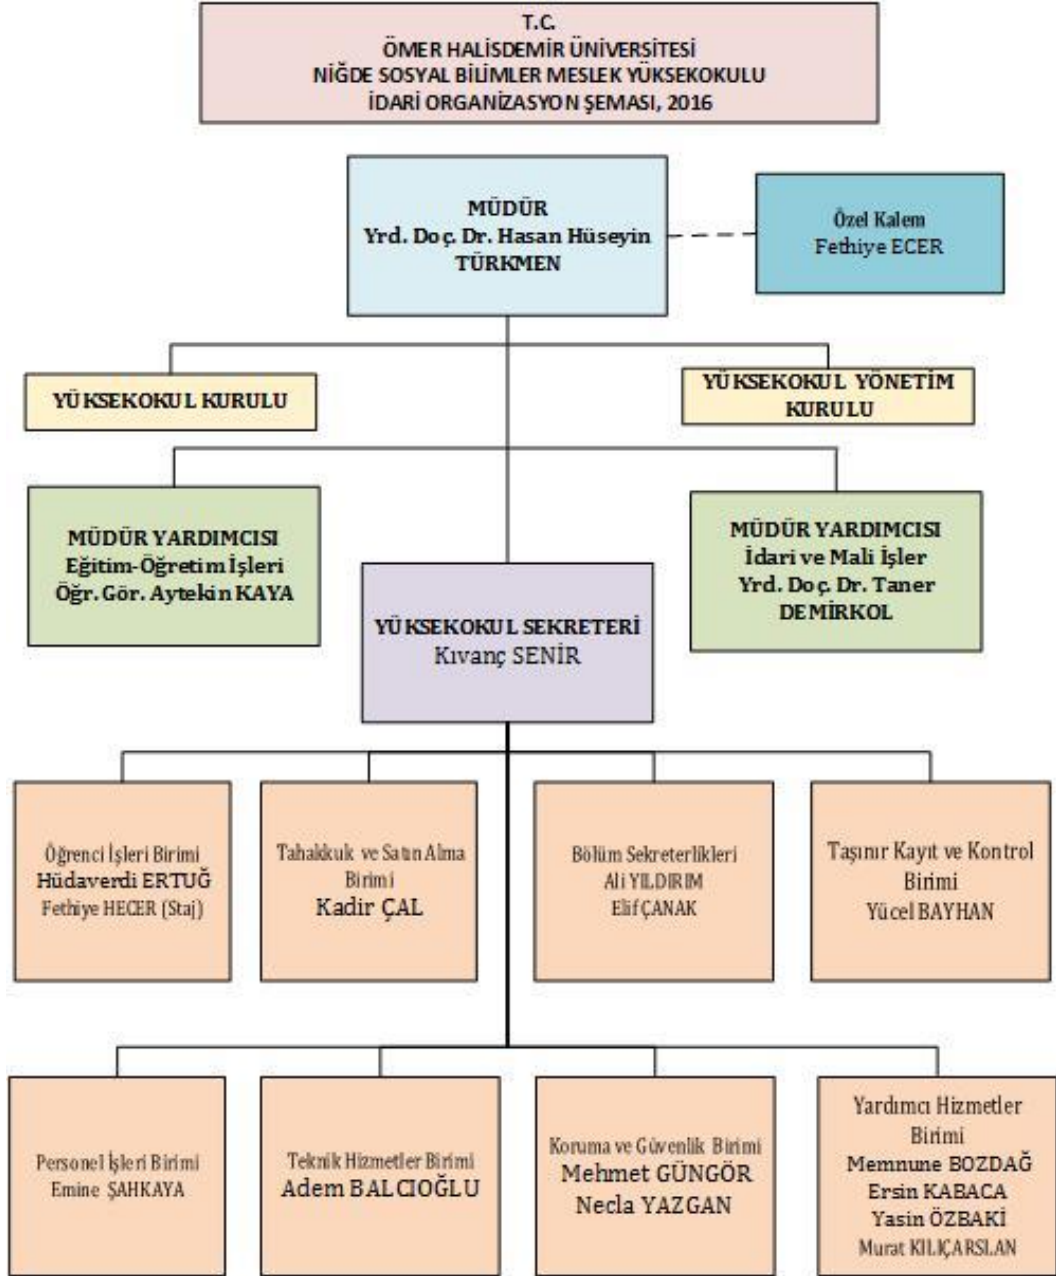 T.C.
ÖMER HALİSDEMİR ÜNİVERSİTESİ
NİĞDE SOSYAL BİLİMLER MESLEK YÜKSEKOKULU
İDARİ ORGANİZASYON ŞEMASI, 2016
MÜDÜR
Yrd. Doç. Dr. Hasan Hüseyin
TÜRKMEN
Özel Kalem
Fethiye ECER
YÜKSEKOKUL KURULU
YÜKSEKOKUL YÖNETİM
KURULU
MÜDÜR YARDIMCISI
Eğitim-Öğretim İşleri
Öğr. Gör. Aytekin KAYA
MÜDÜR YARDIMCISI
İdari ve Mali İşler
Yrd. Doç. Dr. Taner
DEMİRKOL
YÜKSEKOKUL SEKRETERİ
Kıvanç SENİR
Öğrenci İşleri Birimi
Hüdaverdi ERTUĞ
Fethiye HECER (Staj)
Tahakkuk ve Satın Alma
Birimi
Kadir ÇAL
Bölüm Sekreterlikleri
Ali YILDIRIM
Elif ÇANAK
Taşınır Kayıt ve Kontrol
Birimi
Yücel BAYHAN
Personel İşleri Birimi
Emine ŞAHKAYA
Teknik Hizmetler Birimi
Adem BALCIOĞLU
Koruma ve Güvenlik Birimi
Mehmet GÜNGÖR
Necla YAZGAN
Yardımcı Hizmetler
Birimi
Memnune BOZDAĞ
Ersin KABACA
Yasin ÖZBAKİ
Murat KILIÇARSLAN